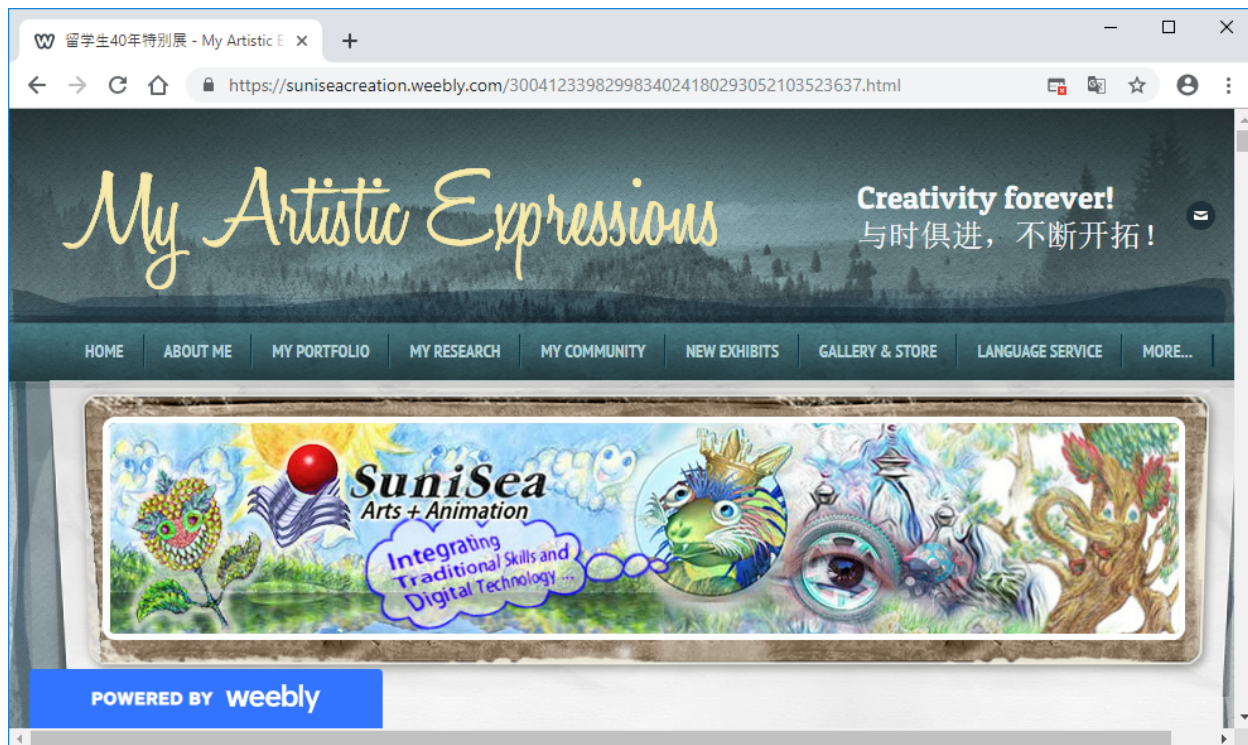 留学生40年特別展 - My Artistic E
https://suniseacreation.weebly.com/30041233982998340241802930521035236​37.html
My Artistic Expressions
Creativity forever!
与时俱进，不断开拓！
HOME
ABOUT ME
MY PORTFOLIO
MY RESEARCH
MY COMMUNITY
NEW EXHIBITS
GALLERY & STORE
LANGUAGE SERVICE
MORE...
SuniSea
Arts + Animation
Integrating
Traditional Skills and
Digital Technology ...
POWERED BY weebly